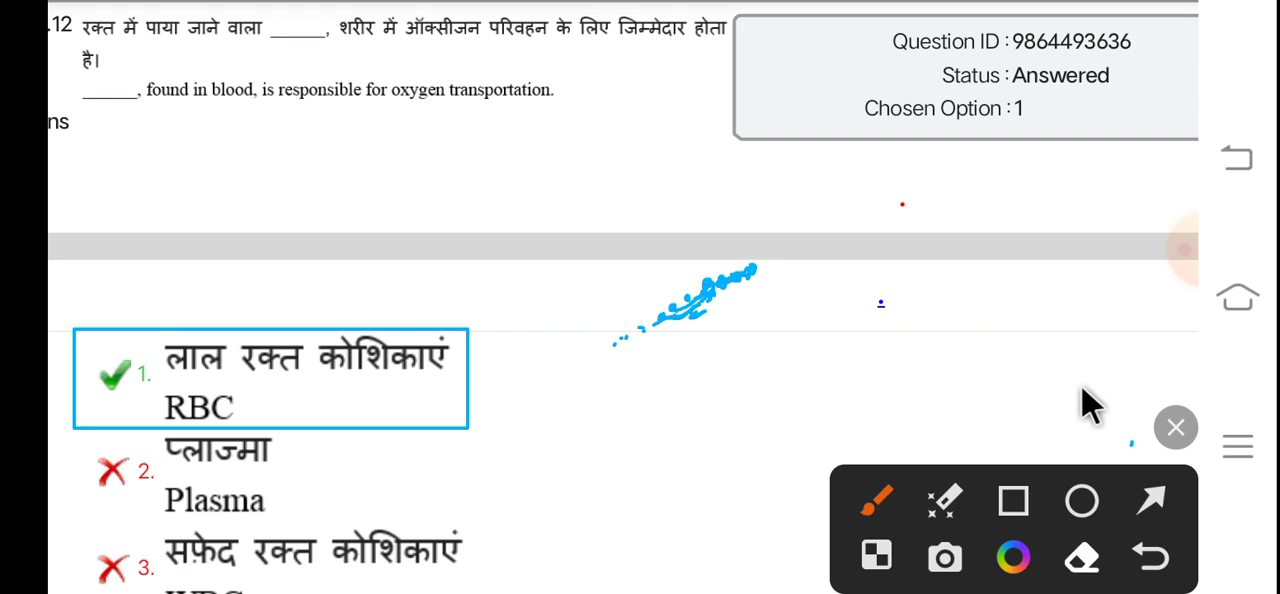 .12 रक्त में पाया जाने वाला ______, शरीर में ऑक्सीजन परिवहन के लिए जिम्मेदार होता
है।
______, found in blood, is responsible for oxygen transportation.
ns
Question ID : 9864493636
Status : Answered
Chosen Option : 1
1. लाल रक्त कोशिकाएं
RBC
2. प्लाज्मा
Plasma
3. सफ़ेद रक्त कोशिकाएं
WBC